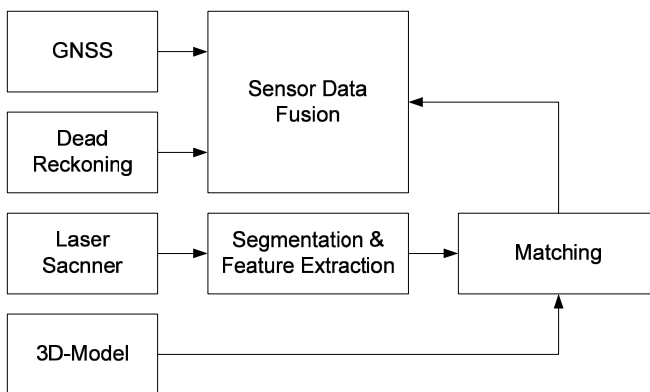 GNSS
Sensor Data
Fusion
Dead
Reckoning
Laser
Sacnner
Segmentation &
Feature Extraction
Matching
3D-Model